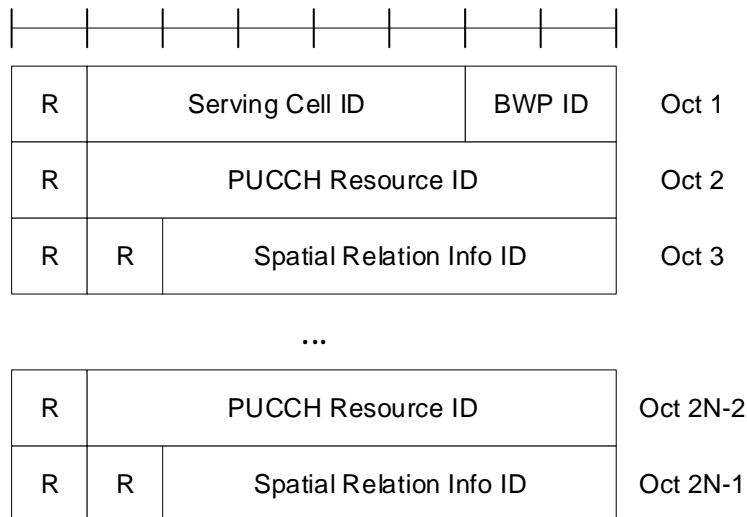 R Serving Cell ID BWP ID Oct 1
R PUCCH Resource ID Oct 2
R R Spatial Relation Info ID Oct 3
...
R PUCCH Resource ID Oct 2N-2
R R Spatial Relation Info ID Oct 2N-1